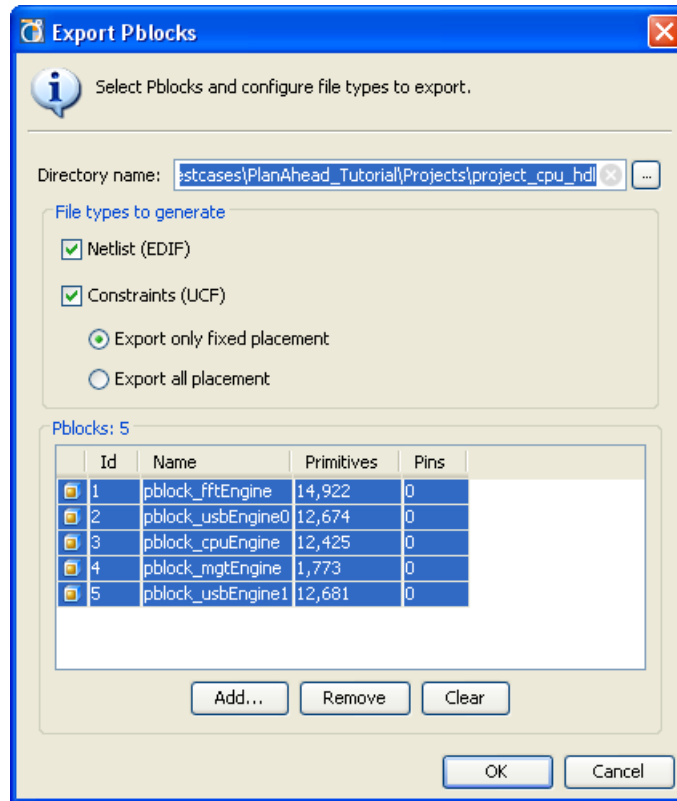 Export Pblocks
Select Pblocks and configure file types to export.
Directory name: estcases\PlanAhead_Tutorial\Projects\project_cpu_hdl ...
File types to generate
Netlist (EDIF)
Constraints (UCF)
Export only fixed placement
Export all placement
Pblocks: 5
Id Name Primitives Pins
1 pblock_fftEngine 14,922 0
2 pblock_usbEngine0 12,674 0
3 pblock_cpuEngine 12,425 0
4 pblock_mgtEngine 1,773 0
5 pblock_usbEngine1 12,681 0
Add... Remove Clear
OK Cancel